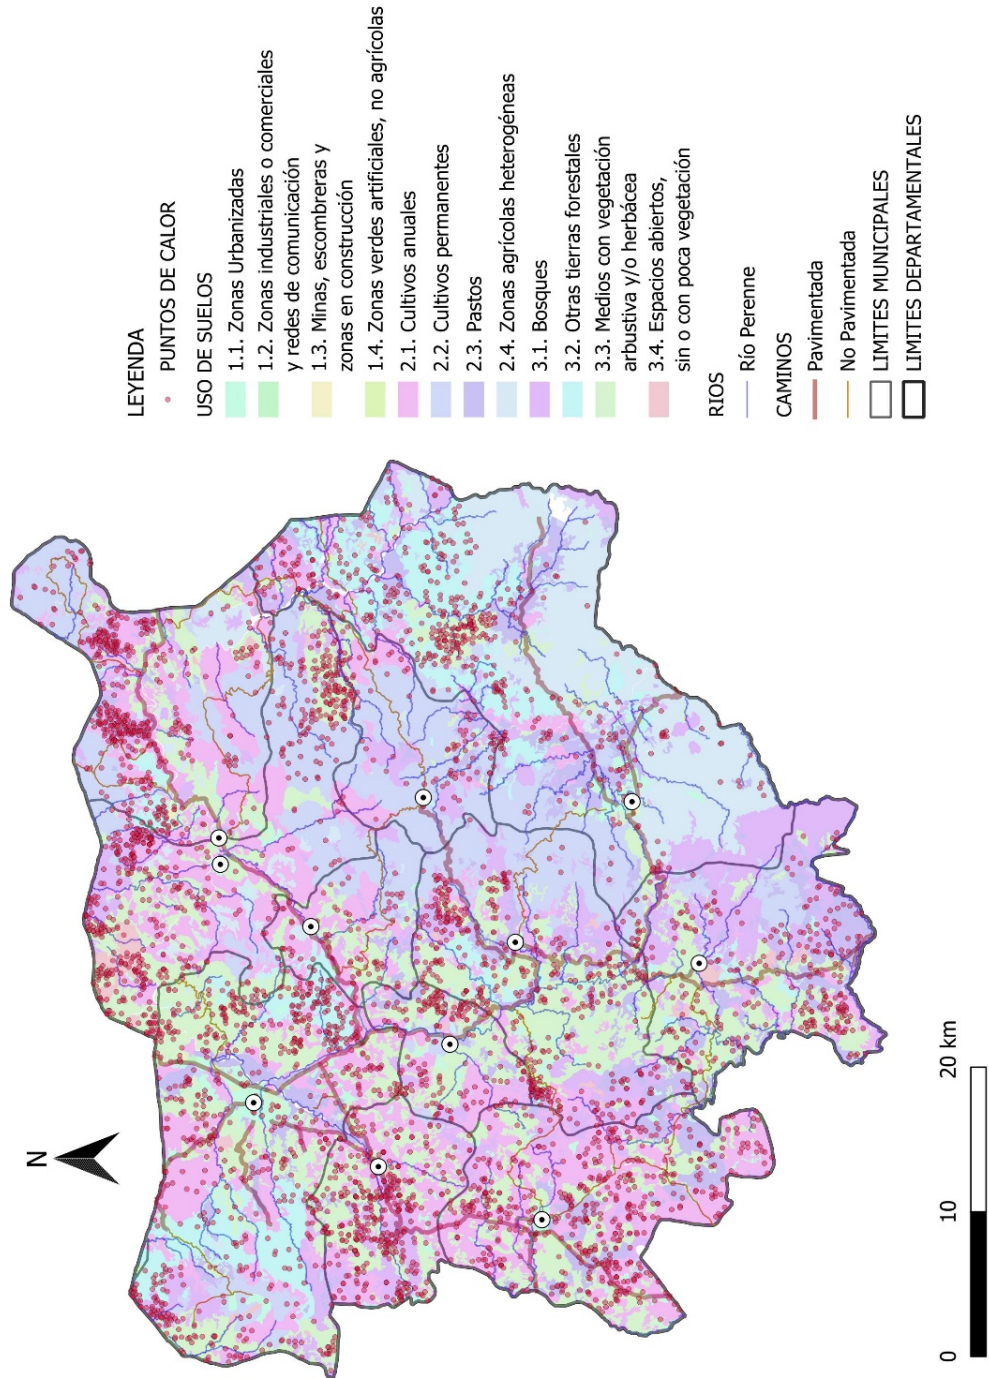 N
LEYENDA
PUNTOS DE CALOR
USO DE SUELOS
1.1. Zonas Urbanizadas
1.2. Zonas industriales o comerciales
y redes de comunicación
1.3. Minas, escombreras y
zonas en construcción
1.4. Zonas verdes artificiales, no agrícolas
2.1. Cultivos anuales
2.2. Cultivos permanentes
2.3. Pastos
2.4. Zonas agrícolas heterogéneas
3.1. Bosques
3.2. Otras tierras forestales
3.3. Medios con vegetación
arbustiva y/o herbácea
3.4. Espacios abiertos,
sin o con poca vegetación
RIOS
Río Perenne
CAMINOS
Pavimentada
No Pavimentada
LIMITES MUNICIPALES
LIMITES DEPARTAMENTALES
0 10 20 km